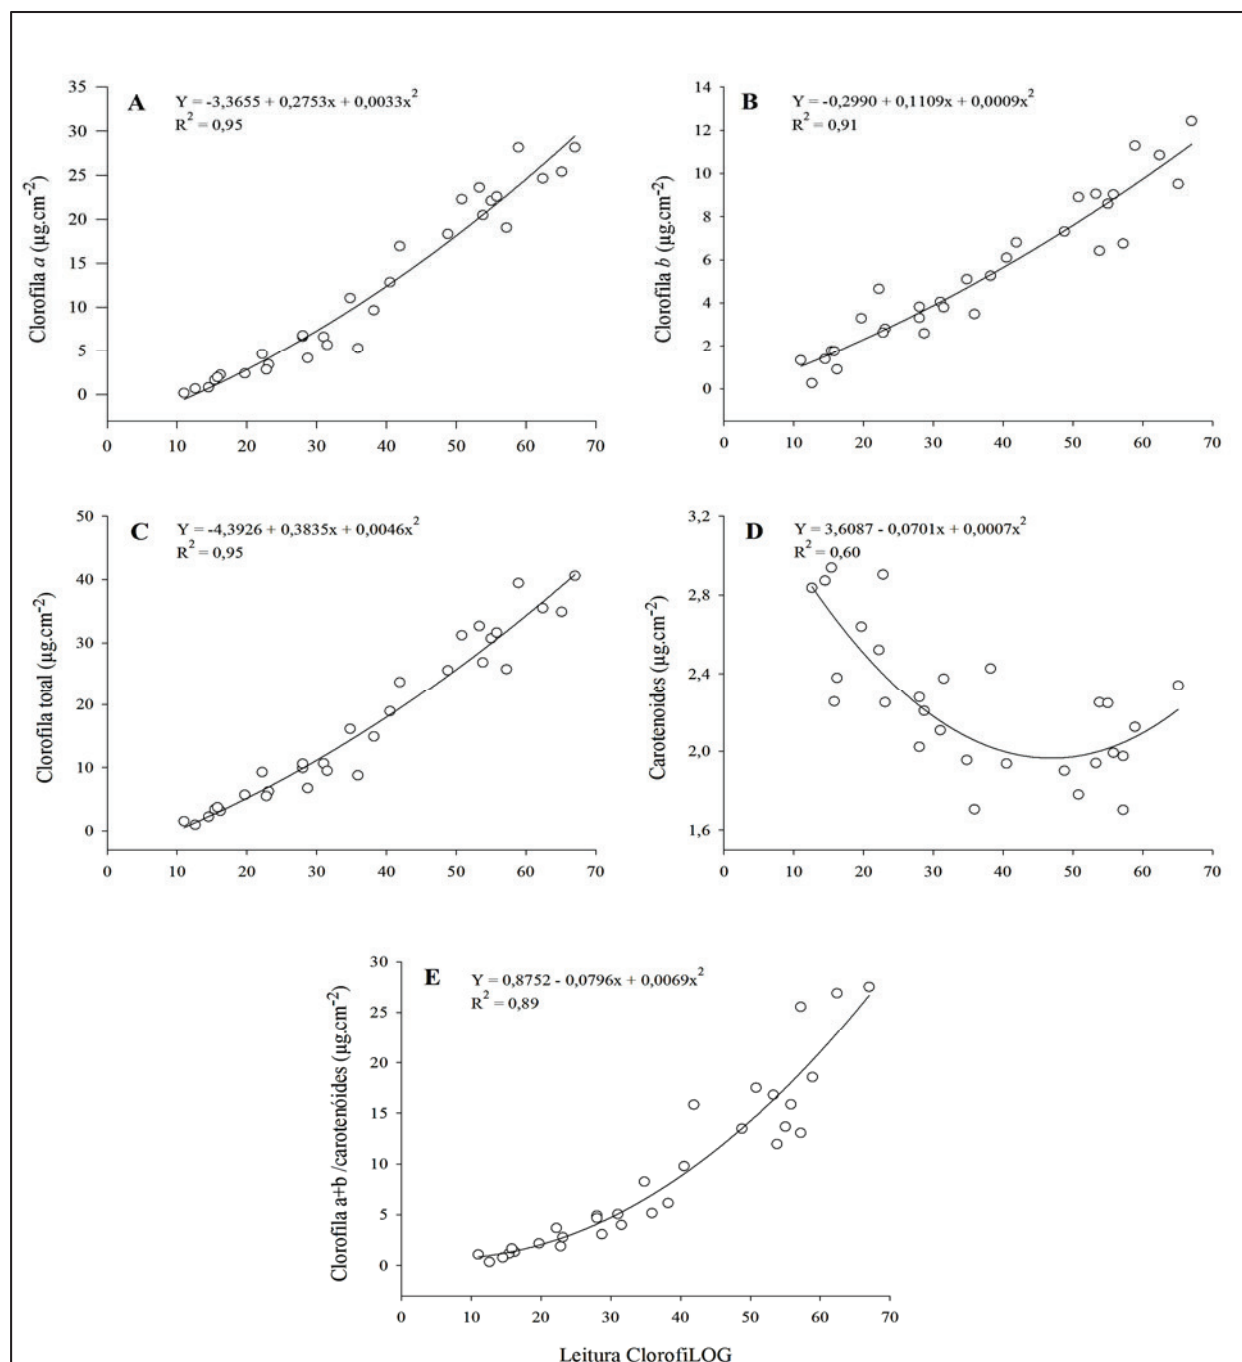 A
Y = -3,3655 + 0,2753x + 0,0033x²
R² = 0,95
Clorofila a (µg.cm⁻²)
35
30
25
20
15
10
5
0
0 10 20 30 40 50 60 70
B
Y = -0,2990 + 0,1109x + 0,0009x²
R² = 0,91
Clorofila b (µg.cm⁻²)
14
12
10
8
6
4
2
0
0 10 20 30 40 50 60 70
C
Y = -4,3926 + 0,3835x + 0,0046x²
R² = 0,95
Clorofila total (µg.cm⁻²)
50
40
30
20
10
0
0 10 20 30 40 50 60 70
D
Y = 3,6087 - 0,0701x + 0,0007x²
R² = 0,60
Carotenoides (µg.cm⁻²)
3,2
2,8
2,4
2,0
1,6
0 10 20 30 40 50 60 70
E
Y = 0,8752 - 0,0796x + 0,0069x²
R² = 0,89
Clorofila a+b /carotenóides (µg.cm⁻²)
30
25
20
15
10
5
0
0 10 20 30 40 50 60 70
Leitura ClorofiLOG